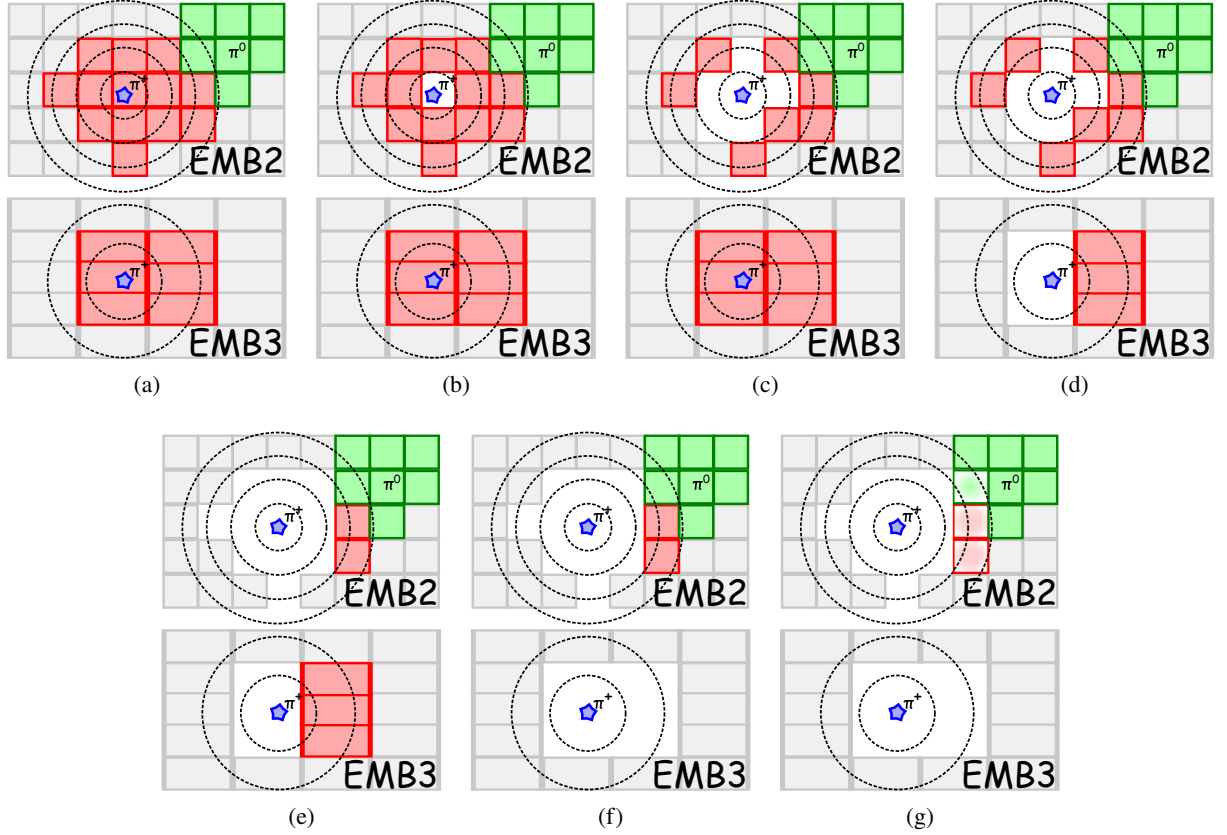 π⁰ π⁰ π⁰ π⁰
π⁺ π⁺ π⁺ π⁺
EMB2 EMB2 EMB2 EMB2
π⁺ π⁺ π⁺ π⁺
EMB3 EMB3 EMB3 EMB3
(a) (b) (c) (d)
π⁰ π⁰ π⁰
π⁺ π⁺ π⁺
EMB2 EMB2 EMB2
π⁺ π⁺ π⁺
EMB3 EMB3 EMB3
(e) (f) (g)